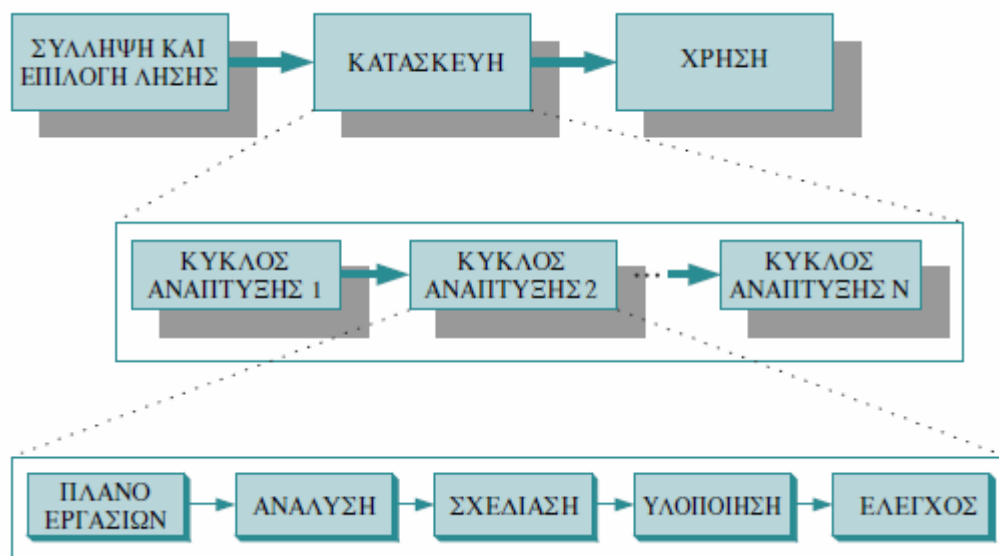 ΣΥΛΛΗΨΗ ΚΑΙ
ΕΠΙΛΟΓΗ ΛΗΣΗΣ
ΚΑΤΑΣΚΕΥΗ
ΧΡΗΣΗ
ΚΥΚΛΟΣ
ΑΝΑΠΤΥΞΗΣ 1
ΚΥΚΛΟΣ
ΑΝΑΠΤΥΞΗΣ 2
ΚΥΚΛΟΣ
ΑΝΑΠΤΥΞΗΣ Ν
ΠΛΑΝΟ
ΕΡΓΑΣΙΩΝ
ΑΝΑΛΥΣΗ
ΣΧΕΔΙΑΣΗ
ΥΛΟΠΟΙΗΣΗ
ΕΛΕΓΧΟΣ